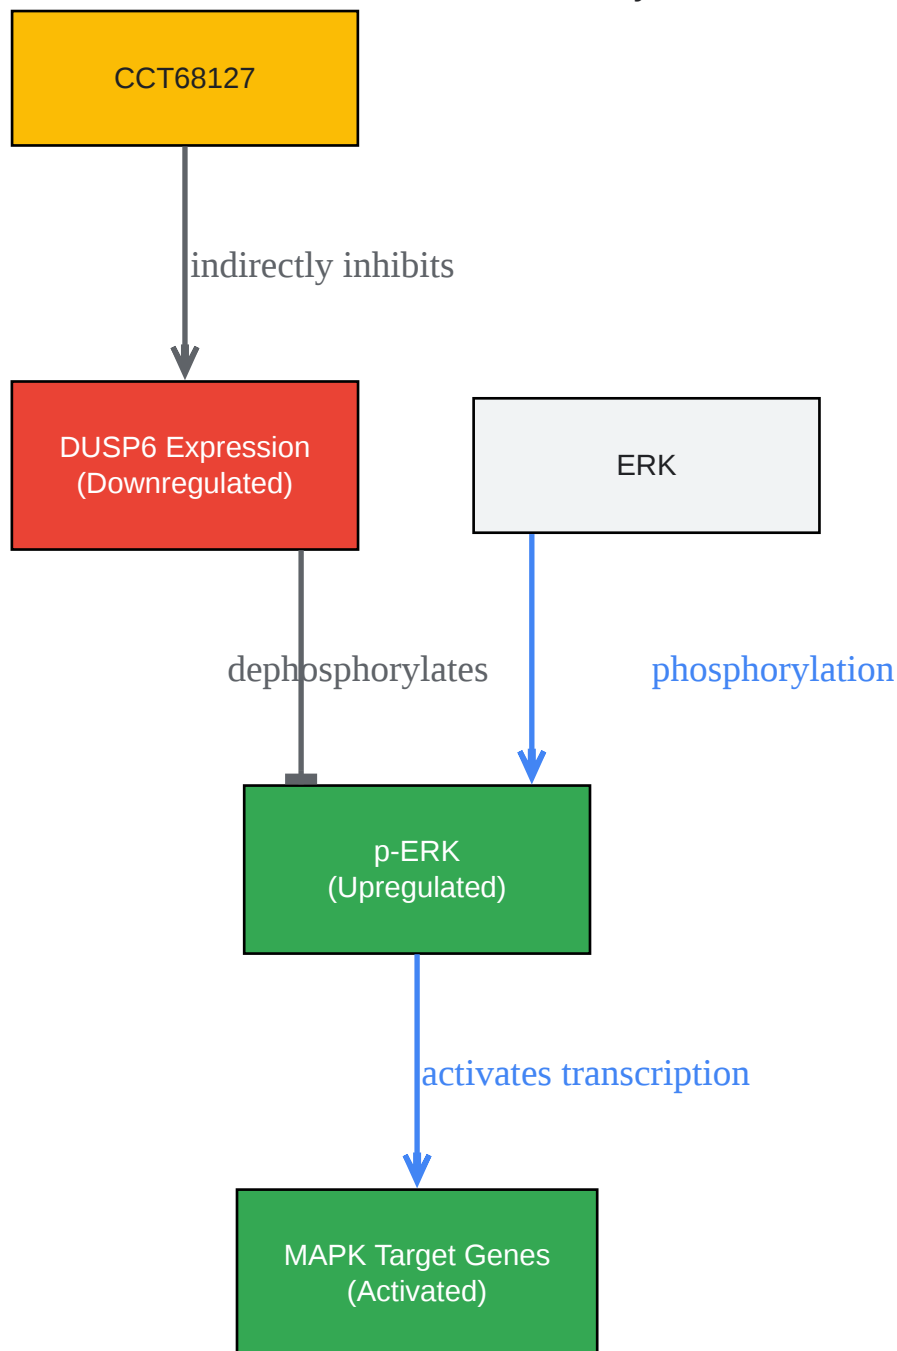 CCT68127
indirectly inhibits
DUSP6 Expression
(Downregulated)
ERK
dephosphorylates
phosphorylation
p-ERK
(Upregulated)
activates transcription
MAPK Target Genes
(Activated)